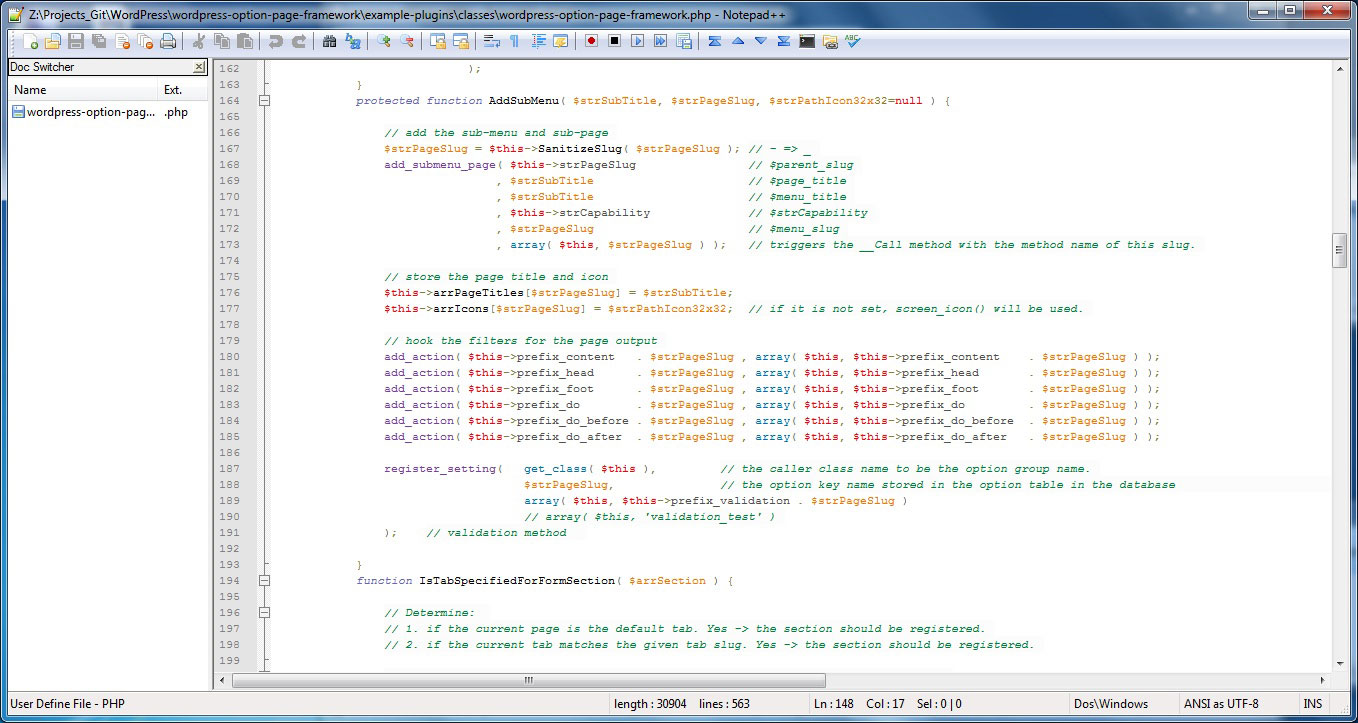 Z:\Projects_Git\WordPress\wordpress-option-page-framework\example-plugins\classes\wordpress-option-page-framework.php - Notepad++
Doc Switcher
Name Ext.
wordpress-option-pag... .php
162 );
163 }
164 protected function AddSubMenu( $strSubTitle, $strPageSlug, $strPathIcon32x32=null ) {
165
166 // add the sub-menu and sub-page
167 $strPageSlug = $this->SanitizeSlug( $strPageSlug ); // - => _
168 add_submenu_page( $this->strPageSlug // $parent_slug
169 , $strSubTitle // $page_title
170 , $strSubTitle // $menu_title
171 , $this->strCapability // $strCapability
172 , $strPageSlug // $menu_slug
173 , array( $this, $strPageSlug ) ); // triggers the __Call method with the method name of this slug.
174
175 // store the page title and icon
176 $this->arrPageTitles[$strPageSlug] = $strSubTitle;
177 $this->arrIcons[$strPageSlug] = $strPathIcon32x32; // if it is not set, screen_icon() will be used.
178
179 // hook the filters for the page output
180 add_action( $this->prefix_content . $strPageSlug , array( $this, $this->prefix_content . $strPageSlug ) );
181 add_action( $this->prefix_head . $strPageSlug , array( $this, $this->prefix_head . $strPageSlug ) );
182 add_action( $this->prefix_foot . $strPageSlug , array( $this, $this->prefix_foot . $strPageSlug ) );
183 add_action( $this->prefix_do . $strPageSlug , array( $this, $this->prefix_do . $strPageSlug ) );
184 add_action( $this->prefix_do_before . $strPageSlug , array( $this, $this->prefix_do_before . $strPageSlug ) );
185 add_action( $this->prefix_do_after . $strPageSlug , array( $this, $this->prefix_do_after . $strPageSlug ) );
186
187 register_setting( get_class( $this ), // the caller class name to be the option group name.
188 $strPageSlug, // the option key name stored in the option table in the database
189 array( $this, $this->prefix_validation . $strPageSlug )
190 // array( $this, 'validation_test' )
191 ); // validation method
192
193 }
194 function IsTabSpecifiedForFormSection( $arrSection ) {
195
196 // Determine:
197 // 1. if the current page is the default tab. Yes -> the section should be registered.
198 // 2. if the current tab matches the given tab slug. Yes -> the section should be registered.
199
User Define File - PHP length : 30904 lines : 563 Ln : 148 Col : 17 Sel : 0 | 0 Dos\Windows ANSI as UTF-8 INS